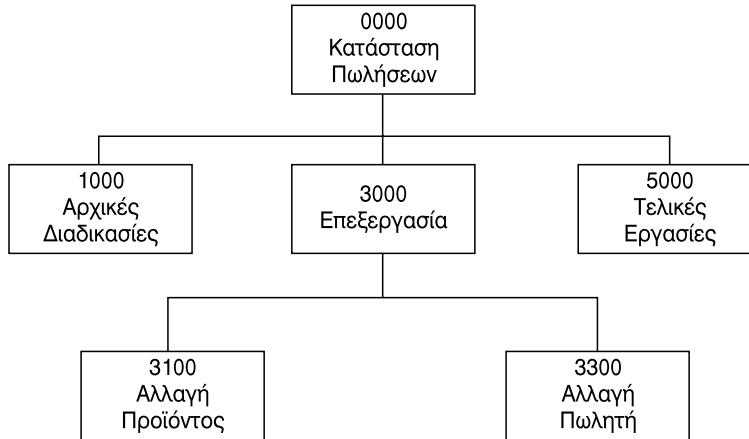 0000
Κατάσταση
Πωλήσεων
1000
Αρχικές
Διαδικασίες
3000
Επεξεργασία
5000
Τελικές
Εργασίες
3100
Αλλαγή
Προϊόντος
3300
Αλλαγή
Πωλητή